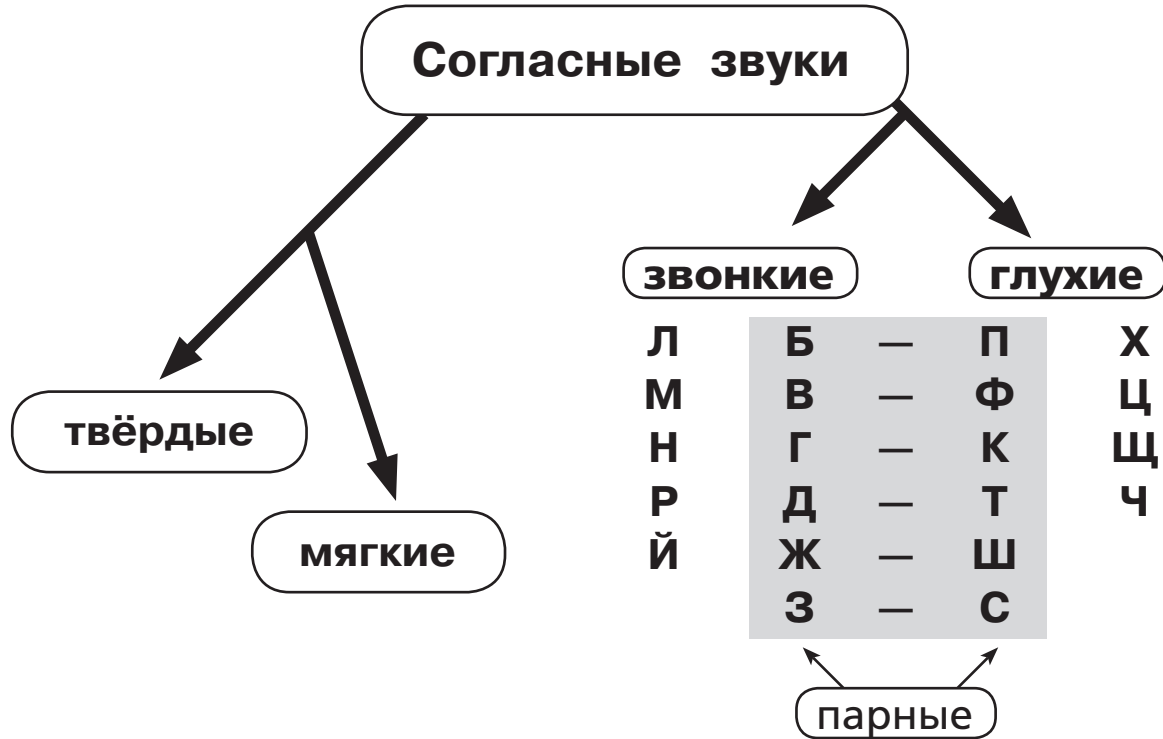 Согласные звуки
звонкие глухие
Л Б — П Х
М В — Ф Ц
Н Г — К Щ
Р Д — Т Ч
Й Ж — Ш
З — С
твёрдые
мягкие
парные